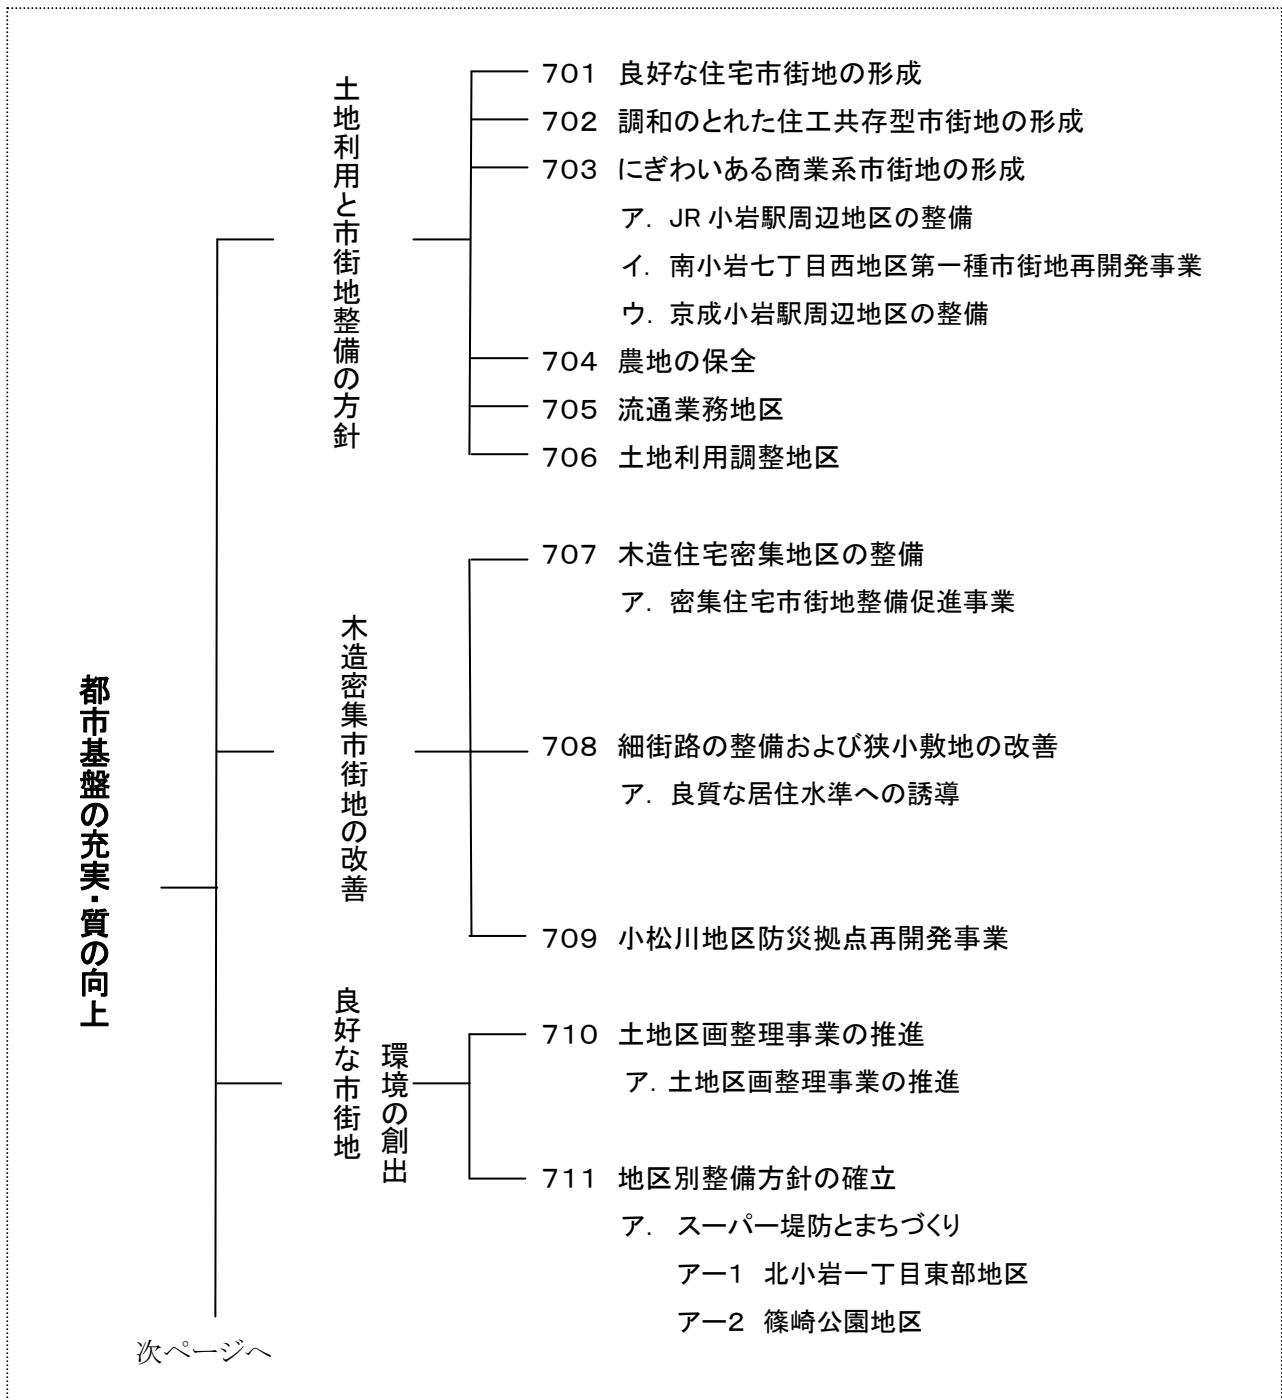 都市基盤の充実・質の向上
土地利用と市街地整備の方針
701 良好な住宅市街地の形成
702 調和のとれた住工共存型市街地の形成
703 にぎわいある商業系市街地の形成
ア. JR小岩駅周辺地区の整備
イ. 南小岩七丁目西地区第一種市街地再開発事業
ウ. 京成小岩駅周辺地区の整備
704 農地の保全
705 流通業務地区
706 土地利用調整地区
木造密集市街地の改善
707 木造住宅密集地区の整備
ア. 密集住宅市街地整備促進事業
708 細街路の整備および狭小敷地の改善
ア. 良質な居住水準への誘導
709 小松川地区防災拠点再開発事業
良好な市街地
環境の創出
710 土地区画整理事業の推進
ア. 土地区画整理事業の推進
711 地区別整備方針の確立
ア. スーパー堤防とまちづくり
アー1 北小岩一丁目東部地区
アー2 篠崎公園地区
次ページへ